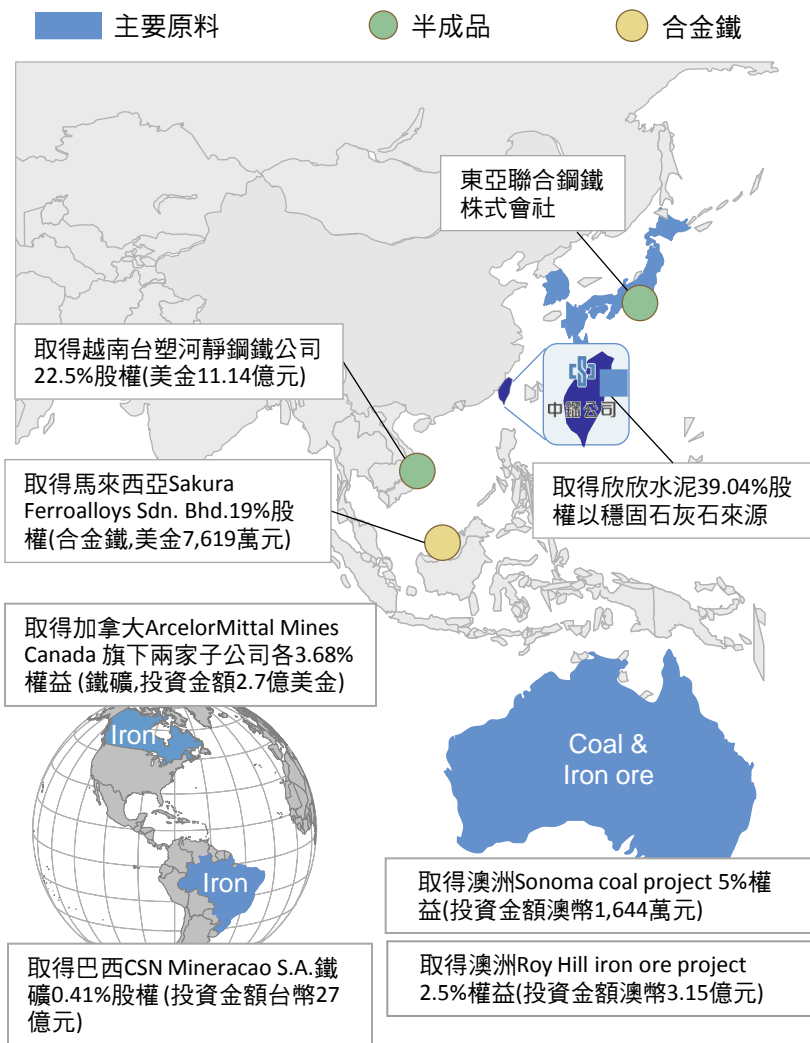 主要原料
半成品
合金鐵
東亞聯合鋼鐵
株式會社
取得越南台塑河靜鋼鐵公司
22.5%股權(美金11.14億元)
中鋼公司
取得馬來西亞Sakura
Ferroalloys Sdn. Bhd.19%股
權(合金鐵,美金7,619萬元)
取得欣欣水泥39.04%股
權以穩固石灰石來源
取得加拿大ArcelorMittal Mines
Canada 旗下兩家子公司各3.68%
權益 (鐵礦,投資金額2.7億美金)
Iron
Coal &
Iron ore
Iron
取得澳洲Sonoma coal project 5%權
益(投資金額澳幣1,644萬元)
取得巴西CSN Mineracao S.A.鐵
礦0.41%股權 (投資金額台幣27
億元)
取得澳洲Roy Hill iron ore project
2.5%權益(投資金額澳幣3.15億元)